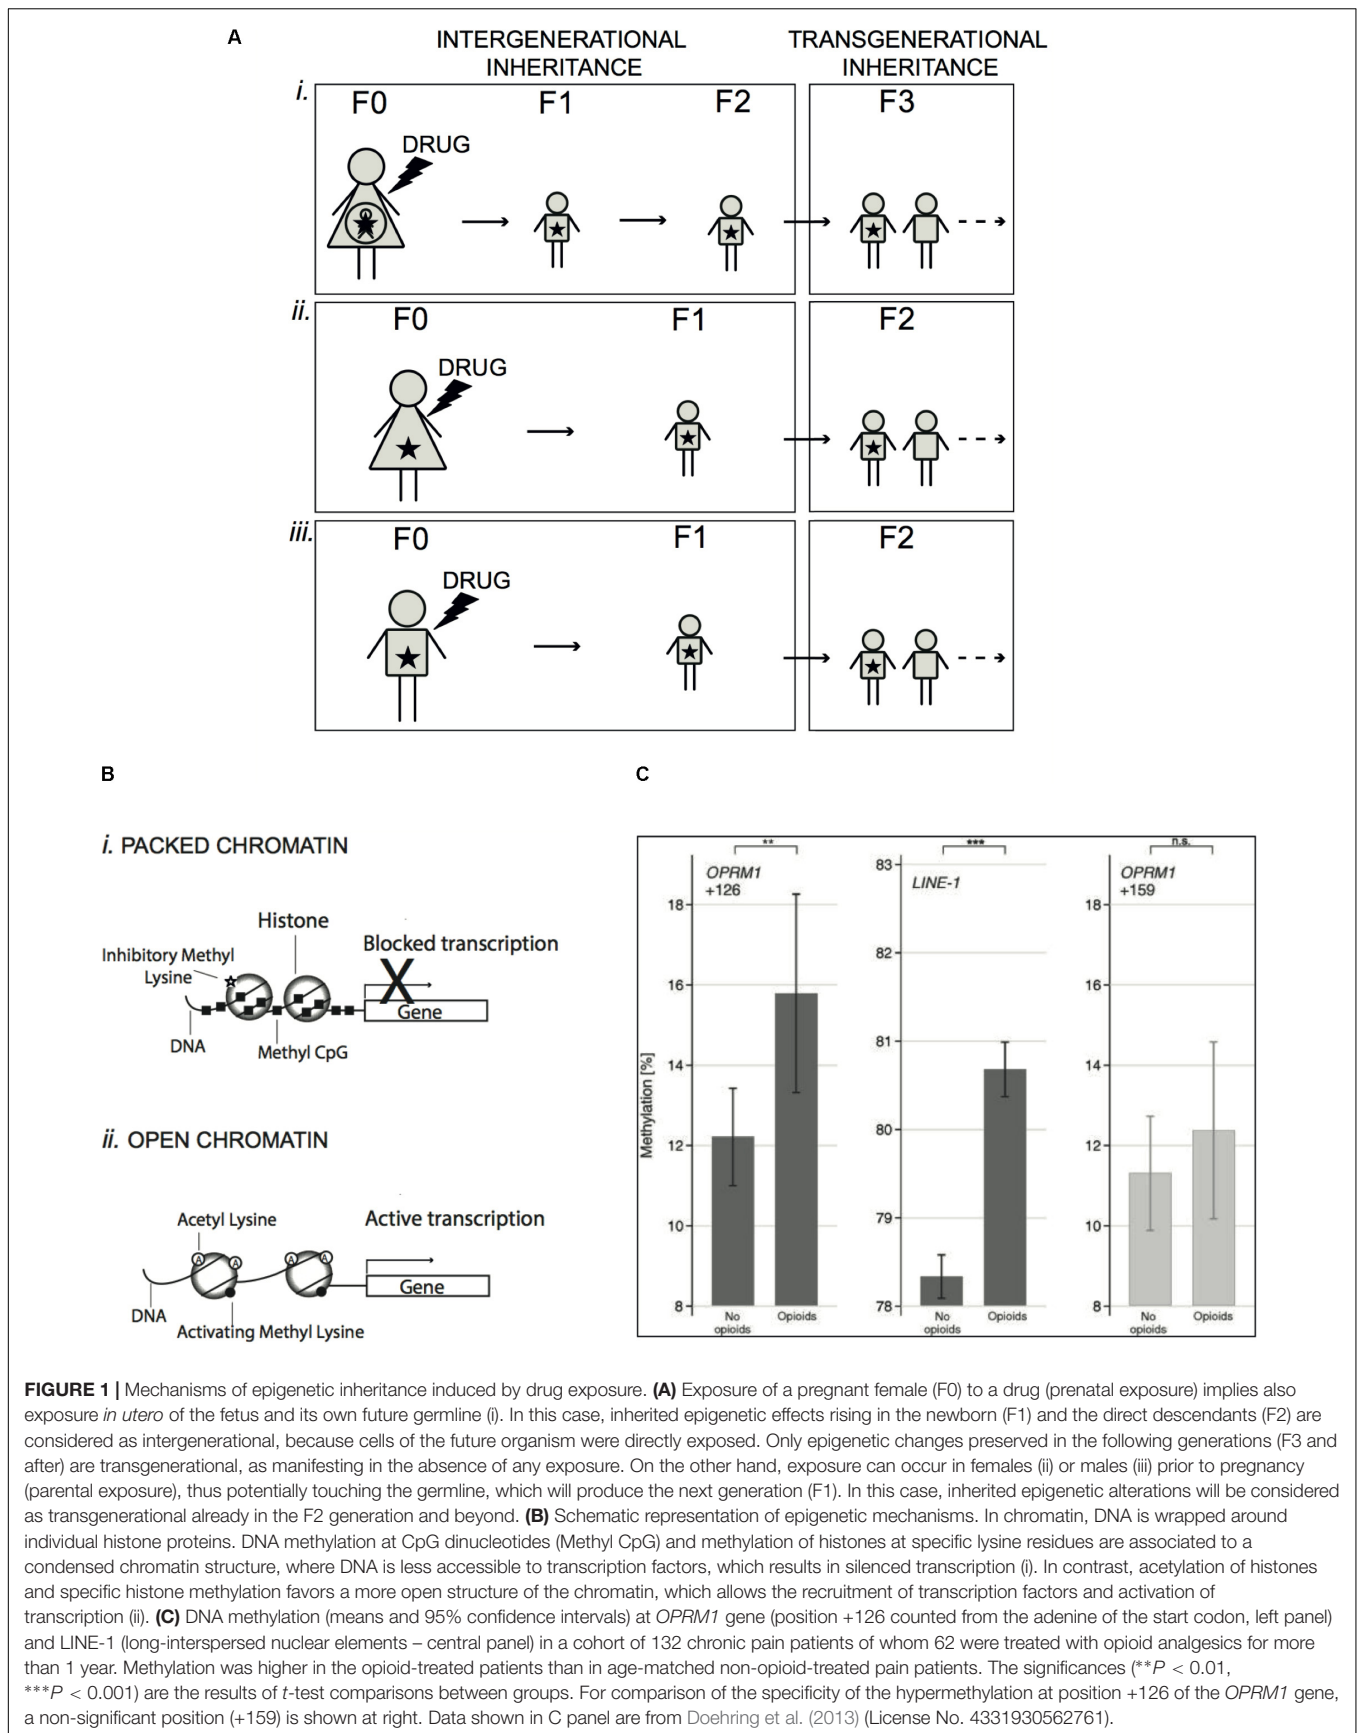 A
INTERGENERATIONAL
INHERITANCE
TRANSGENERATIONAL
INHERITANCE
i.
F0
F1
F2
F3
DRUG
ii.
F0
F1
F2
DRUG
iii.
F0
F1
F2
DRUG
B
i. PACKED CHROMATIN
Histone
Inhibitory Methyl
Lysine
Blocked transcription
X
Gene
DNA
Methyl CpG
ii. OPEN CHROMATIN
Acetyl Lysine
Active transcription
A
A
A
A
Gene
DNA
Activating Methyl Lysine
C
Methylation [%]
**
OPRM1
+126
18
16
14
12
10
8
No
opioids
Opioids
***
LINE-1
83
82
81
80
79
78
No
opioids
Opioids
n.s.
OPRM1
+159
18
16
14
12
10
8
No
opioids
Opioids
FIGURE 1 | Mechanisms of epigenetic inheritance induced by drug exposure. (A) Exposure of a pregnant female (F0) to a drug (prenatal exposure) implies also
exposure in utero of the fetus and its own future germline (i). In this case, inherited epigenetic effects rising in the newborn (F1) and the direct descendants (F2) are
considered as intergenerational, because cells of the future organism were directly exposed. Only epigenetic changes preserved in the following generations (F3 and
after) are transgenerational, as manifesting in the absence of any exposure. On the other hand, exposure can occur in females (ii) or males (iii) prior to pregnancy
(parental exposure), thus potentially touching the germline, which will produce the next generation (F1). In this case, inherited epigenetic alterations will be considered
as transgenerational already in the F2 generation and beyond. (B) Schematic representation of epigenetic mechanisms. In chromatin, DNA is wrapped around
individual histone proteins. DNA methylation at CpG dinucleotides (Methyl CpG) and methylation of histones at specific lysine residues are associated to a
condensed chromatin structure, where DNA is less accessible to transcription factors, which results in silenced transcription (i). In contrast, acetylation of histones
and specific histone methylation favors a more open structure of the chromatin, which allows the recruitment of transcription factors and activation of
transcription (ii). (C) DNA methylation (means and 95% confidence intervals) at OPRM1 gene (position +126 counted from the adenine of the start codon, left panel)
and LINE-1 (long-interspersed nuclear elements – central panel) in a cohort of 132 chronic pain patients of whom 62 were treated with opioid analgesics for more
than 1 year. Methylation was higher in the opioid-treated patients than in age-matched non-opioid-treated pain patients. The significances (**P < 0.01,
***P < 0.001) are the results of t-test comparisons between groups. For comparison of the specificity of the hypermethylation at position +126 of the OPRM1 gene,
a non-significant position (+159) is shown at right. Data shown in C panel are from Doehring et al. (2013) (License No. 4331930562761).